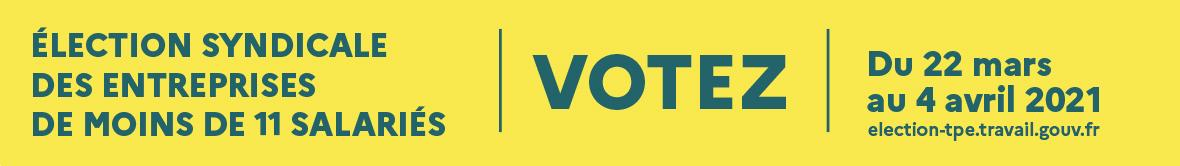 ÉLECTION SYNDICALE
DES ENTREPRISES
DE MOINS DE 11 SALARIÉS
VOTEZ
Du 22 mars
au 4 avril 2021
election-tpe.travail.gouv.fr